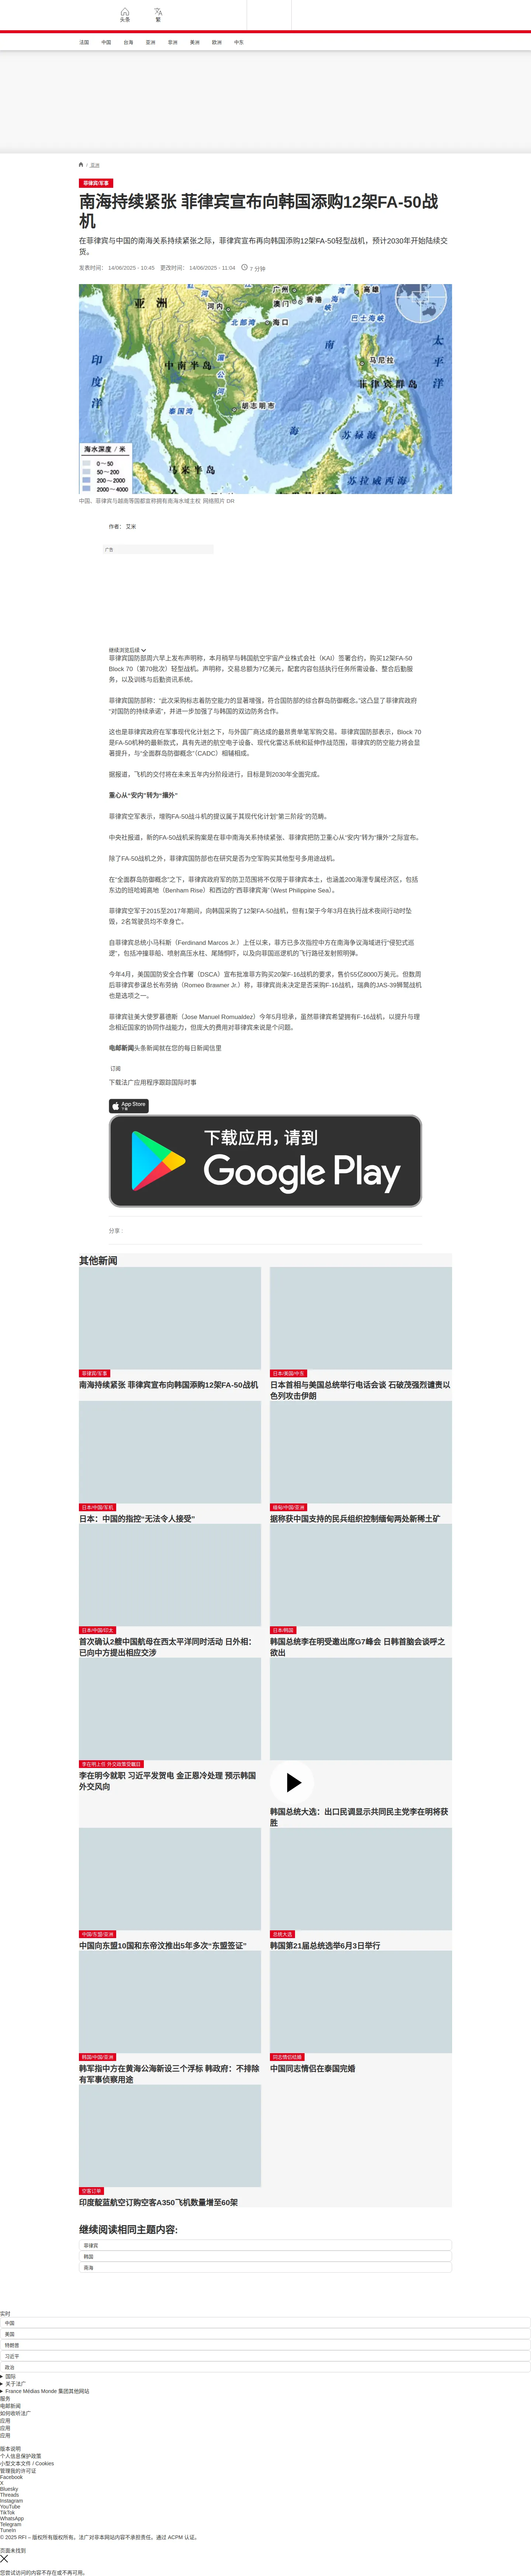 头条
繁
法国 中国 台海 亚洲 非洲 美洲 欧洲 中东
/ 亚洲
菲律宾/军事
南海持续紧张 菲律宾宣布向韩国添购12架FA-50战
机
在菲律宾与中国的南海关系持续紧张之际，菲律宾宣布再向韩国添购12架FA-50轻型战机，预计2030年开始陆续交
货。
发表时间： 14/06/2025 - 10:45 更改时间： 14/06/2025 - 11:04 7 分钟
亚 洲
河内
广州
澳门
香港
高雄
北部湾
海口
巴士海峡
太平洋
印度洋
中南半岛
湄公河
马尼拉
菲律宾群岛
泰国湾
胡志明市
南
海
海水深度 / 米
0～50
50～200
200～2000
2000～4000
马来半岛
苏禄海
苏拉威西海
中国、菲律宾与越南等国都宣称拥有南海水域主权 网络照片 DR
作者： 艾米
广告
继续浏览后续
菲律宾国防部周六早上发布声明称，本月稍早与韩国航空宇宙产业株式会社（KAI）签署合约，购买12架FA-50
Block 70（第70批次）轻型战机。声明称，交易总额为7亿美元，配套内容包括执行任务所需设备、整合后勤服
务，以及训练与后勤资讯系统。
菲律宾国防部称：“此次采购标志着防空能力的显著增强，符合国防部的综合群岛防御概念。”这凸显了菲律宾政府
“对国防的持续承诺”，并进一步加强了与韩国的双边防务合作。
这也是菲律宾政府在军事现代化计划之下，与外国厂商达成的最昂贵单笔军购交易。菲律宾国防部表示，Block 70
是FA-50机种的最新款式，具有先进的航空电子设备、现代化雷达系统和延伸作战范围，菲律宾的防空能力将会显
著提升，与“全面群岛防御概念”（CADC）相辅相成。
据报道，飞机的交付将在未来五年内分阶段进行，目标是到2030年全面完成。
重心从“安内”转为“攘外”
菲律宾空军表示，增购FA-50战斗机的提议属于其现代化计划“第三阶段”的范畴。
中央社报道，新的FA-50战机采购案是在菲中南海关系持续紧张、菲律宾把防卫重心从“安内”转为“攘外”之际宣布。
除了FA-50战机之外，菲律宾国防部也在研究是否为空军购买其他型号多用途战机。
在“全面群岛防御概念”之下，菲律宾政府军的防卫范围将不仅限于菲律宾本土，也涵盖200海浬专属经济区，包括
东边的班哈姆高地（Benham Rise）和西边的“西菲律宾海”（West Philippine Sea）。
菲律宾空军于2015至2017年期间，向韩国采购了12架FA-50战机，但有1架于今年3月在执行战术夜间行动时坠
毁，2名驾驶员均不幸身亡。
自菲律宾总统小马科斯（Ferdinand Marcos Jr.）上任以来，菲方已多次指控中方在南海争议海域进行“侵犯式巡
逻”，包括冲撞菲船、喷射高压水柱、尾随恫吓，以及向菲国巡逻机的飞行路径发射照明弹。
今年4月，美国国防安全合作署（DSCA）宣布批准菲方购买20架F-16战机的要求，售价55亿8000万美元。但数周
后菲律宾参谋总长布劳纳（Romeo Brawner Jr.）称，菲律宾尚未决定是否采购F-16战机，瑞典的JAS-39狮鹫战机
也是选项之一。
菲律宾驻美大使罗慕德斯（Jose Manuel Romualdez）今年5月坦承，虽然菲律宾希望拥有F-16战机，以提升与理
念相近国家的协同作战能力，但庞大的费用对菲律宾来说是个问题。
电邮新闻头条新闻就在您的每日新闻信里
订阅
下载法广应用程序跟踪国际时事
App Store
下载
下载应用，请到
Google Play
分享 :
其他新闻
菲律宾/军事
南海持续紧张 菲律宾宣布向韩国添购12架FA-50战机
日本/美国/中东
日本首相与美国总统举行电话会谈 石破茂强烈谴责以
色列攻击伊朗
日本/中国/军机
日本：中国的指控“无法令人接受”
缅甸/中国/亚洲
据称获中国支持的民兵组织控制缅甸两处新稀土矿
日本/中国/印太
首次确认2艘中国航母在西太平洋同时活动 日外相：
已向中方提出相应交涉
日本/韩国
韩国总统李在明受邀出席G7峰会 日韩首脑会谈呼之
欲出
李在明上任 外交政策受瞩目
李在明今就职 习近平发贺电 金正恩冷处理 预示韩国
外交风向
韩国总统大选：出口民调显示共同民主党李在明将获
胜
中国/东盟/亚洲
中国向东盟10国和东帝汶推出5年多次“东盟签证”
总统大选
韩国第21届总统选举6月3日举行
韩国/中国/亚洲
韩军指中方在黄海公海新设三个浮标 韩政府：不排除
有军事侦察用途
同志情侣结婚
中国同志情侣在泰国完婚
空客订单
印度靛蓝航空订购空客A350飞机数量增至60架
继续阅读相同主题内容:
菲律宾
韩国
南海
实时
中国
美国
特朗普
习近平
政治
国际
关于法广
France Médias Monde 集团其他网站
服务
电邮新闻
如何收听法广
应用
应用
应用
版本说明
个人信息保护政策
小型文本文件 / Cookies
管理我的许可证
Facebook
X
Bluesky
Threads
Instagram
YouTube
TikTok
WhatsApp
Telegram
TuneIn
© 2025 RFI – 版权所有版权所有。法广对非本网站内容不承担责任。通过 ACPM 认证。
页面未找到
您尝试访问的内容不存在或不再可用。